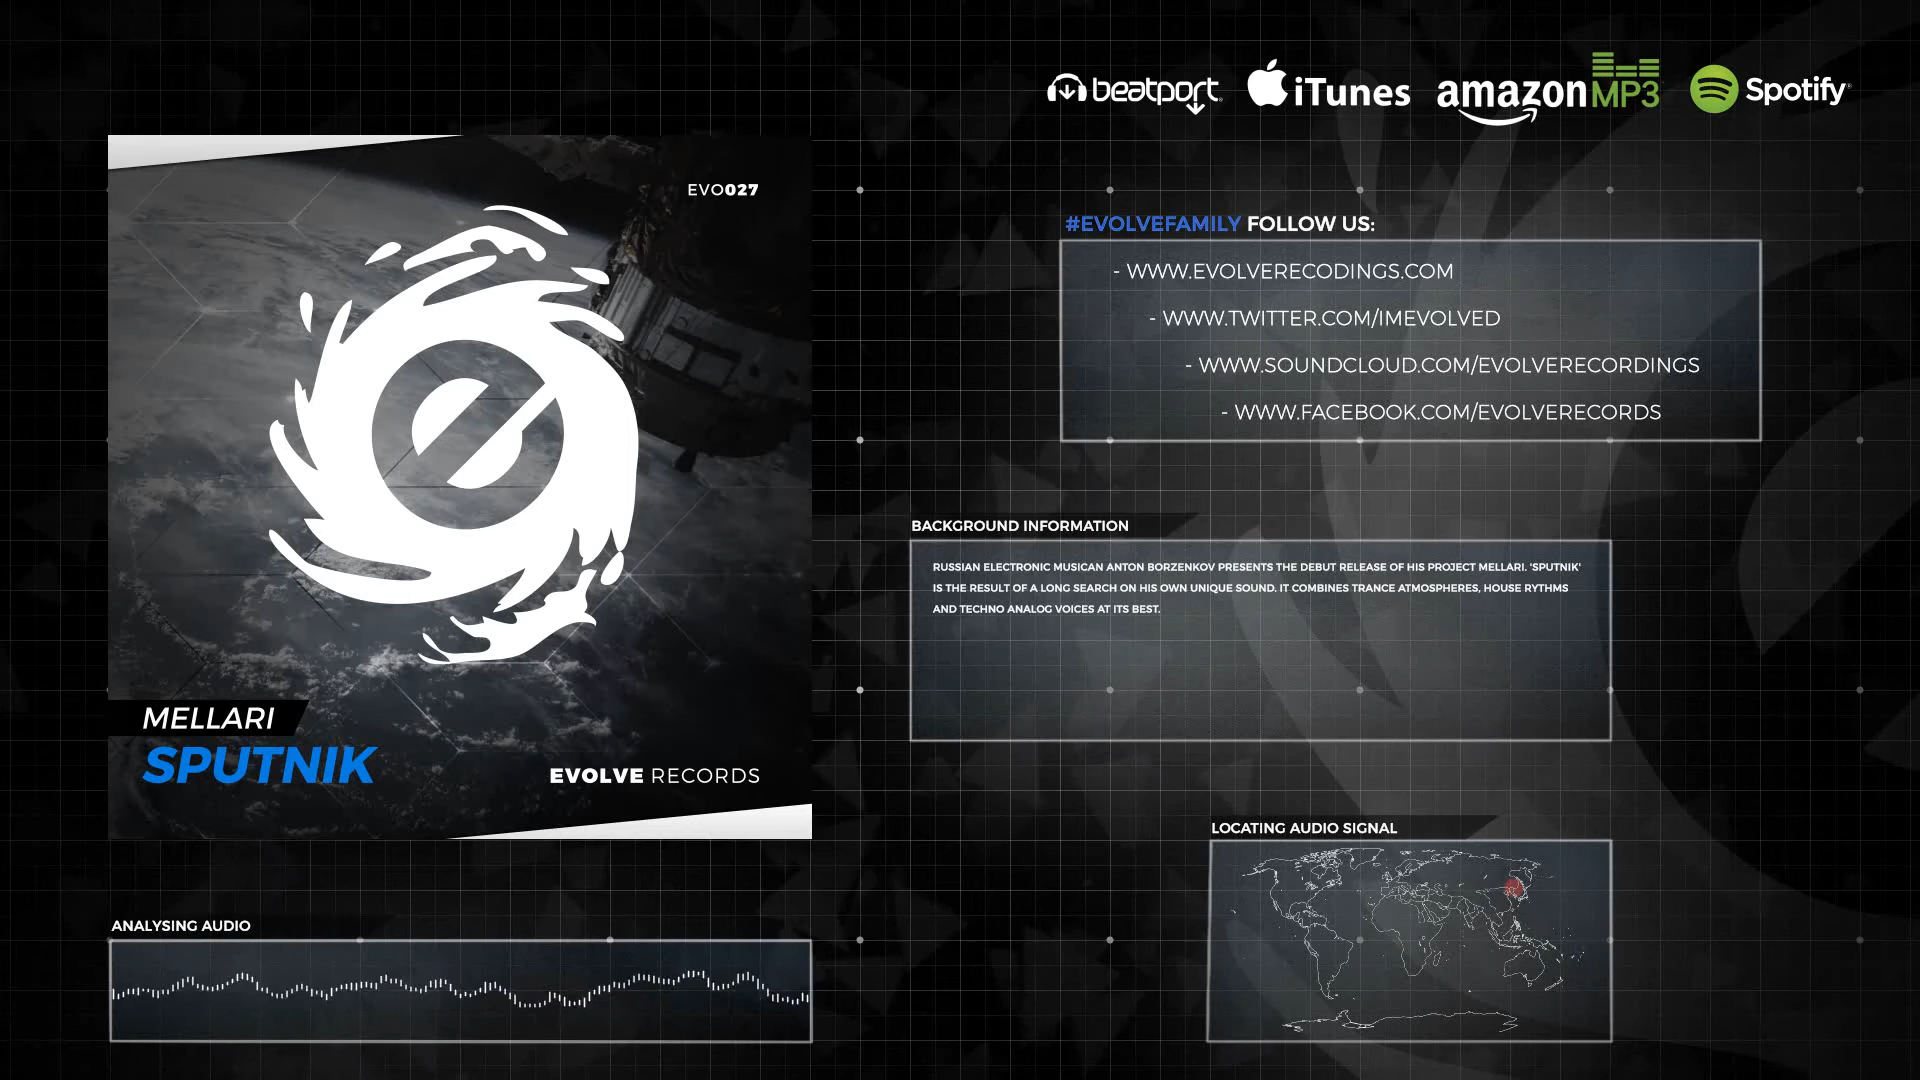 beatport
iTunes
amazon MP3
Spotify
EVO027
MELLARI
SPUTNIK
EVOLVE RECORDS
#EVOLVEFAMILY FOLLOW US:
- WWW.EVOLVERECODINGS.COM
- WWW.TWITTER.COM/IMEVOLVED
- WWW.SOUNDCLOUD.COM/EVOLVERECORDINGS
- WWW.FACEBOOK.COM/EVOLVERECORDS
BACKGROUND INFORMATION
RUSSIAN ELECTRONIC MUSICAN ANTON BORZENKOV PRESENTS THE DEBUT RELEASE OF HIS PROJECT MELLARI. 'SPUTNIK'
IS THE RESULT OF A LONG SEARCH ON HIS OWN UNIQUE SOUND. IT COMBINES TRANCE ATMOSPHERES, HOUSE RYTHMS
AND TECHNO ANALOG VOICES AT ITS BEST.
LOCATING AUDIO SIGNAL
ANALYSING AUDIO